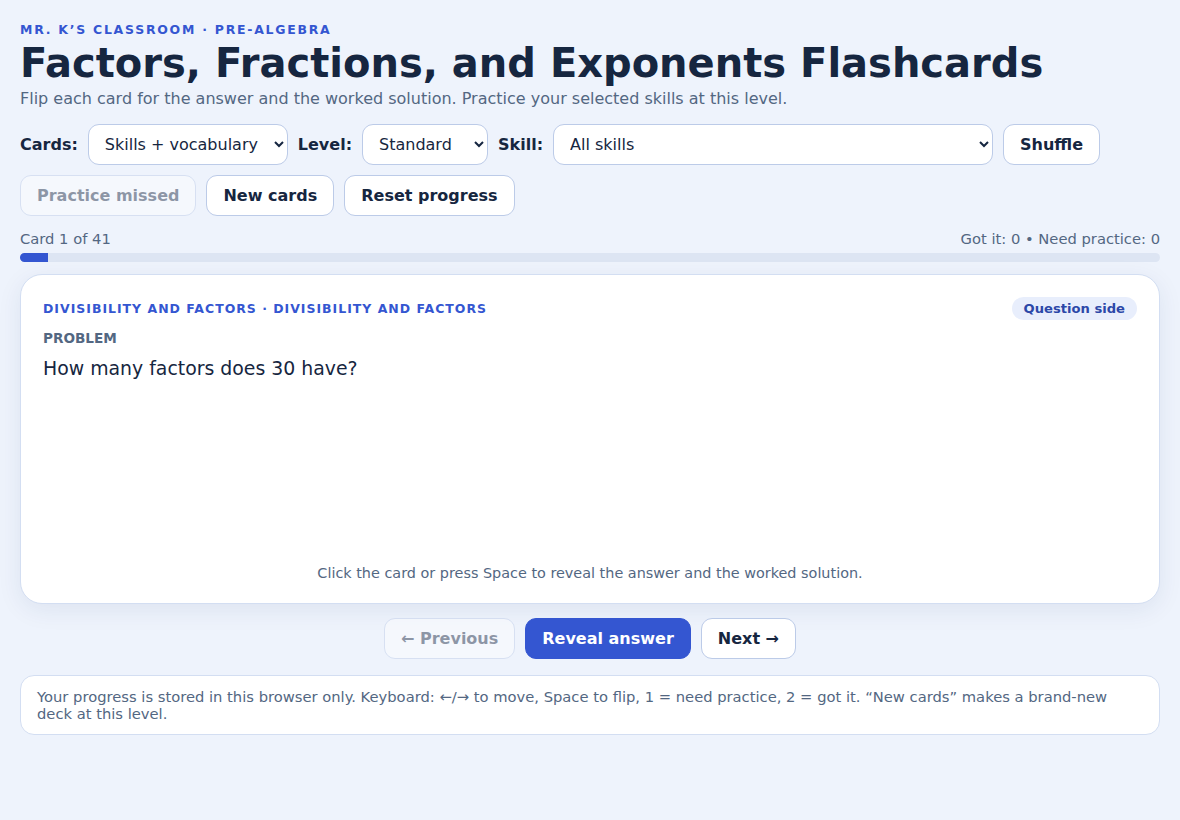 MR. K’S CLASSROOM · PRE-ALGEBRA
Factors, Fractions, and Exponents Flashcards
Flip each card for the answer and the worked solution. Practice your selected skills at this level.
Cards: Skills + vocabulary Level: Standard Skill: All skills Shuffle
Practice missed New cards Reset progress
Card 1 of 41 Got it: 0 • Need practice: 0
DIVISIBILITY AND FACTORS · DIVISIBILITY AND FACTORS Question side
PROBLEM
How many factors does 30 have?
Click the card or press Space to reveal the answer and the worked solution.
← Previous Reveal answer Next →
Your progress is stored in this browser only. Keyboard: ←/→ to move, Space to flip, 1 = need practice, 2 = got it. “New cards” makes a brand-new
deck at this level.